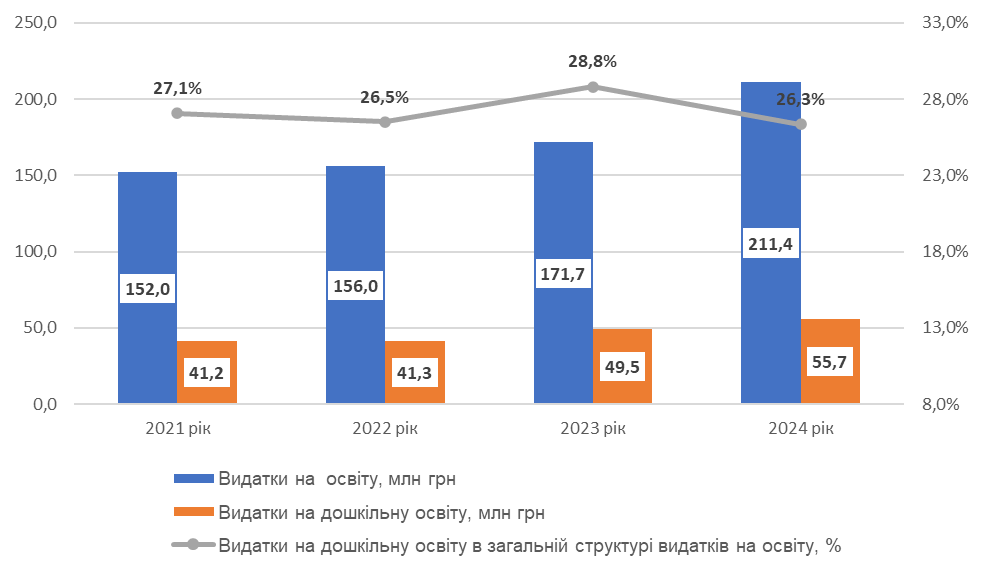 250,0 33,0%
28,8%
27,1% 26,5% 26,3%
200,0 28,0%
150,0 23,0%
100,0 18,0%
211,4
152,0 156,0 171,7
50,0 13,0%
41,2 41,3 49,5 55,7
0,0 8,0%
2021 рік 2022 рік 2023 рік 2024 рік
Видатки на освіту, млн грн
Видатки на дошкільну освіту, млн грн
Видатки на дошкільну освіту в загальній структурі видатків на освіту, %